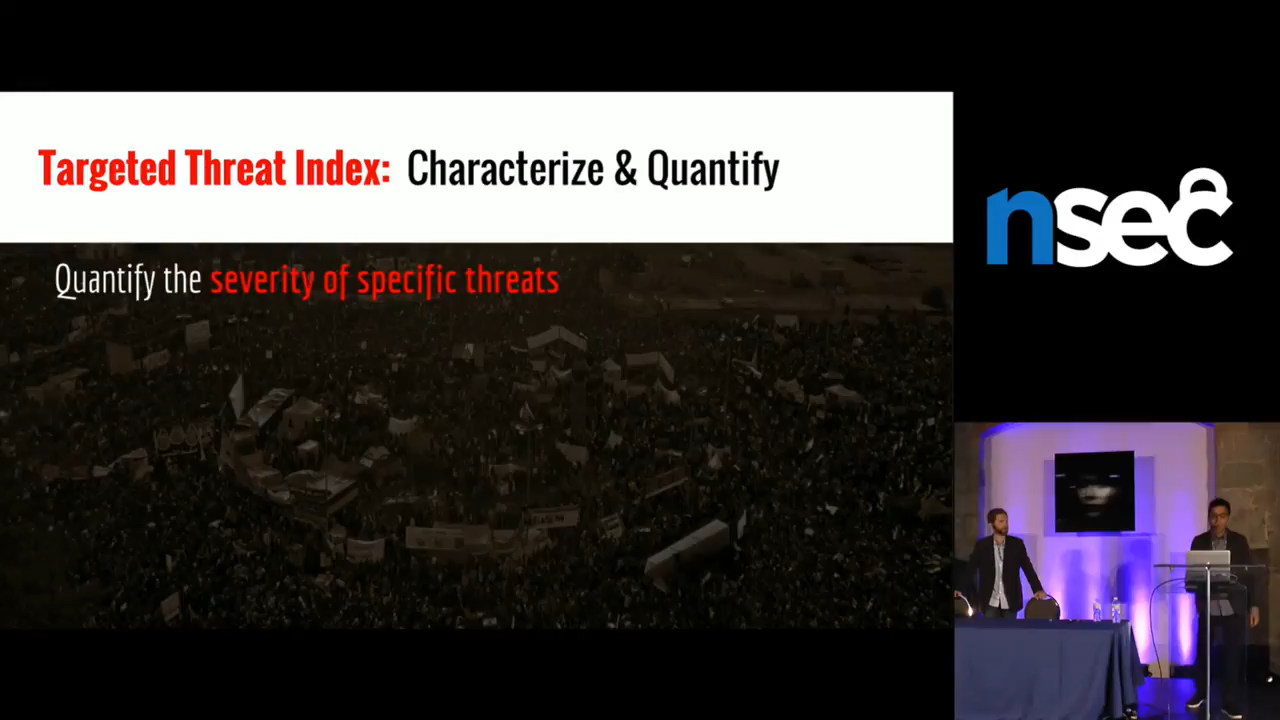 Targeted Threat Index: Characterize & Quantify
Quantify the severity of specific threats
nsec